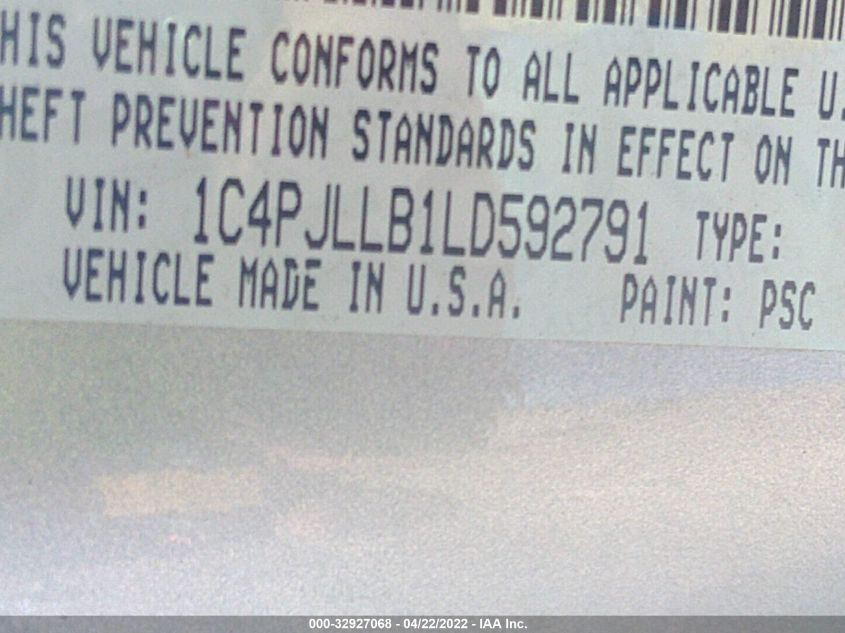 HIS VEHICLE CONFORMS TO ALL APPLICABLE U.
HEFT PREVENTION STANDARDS IN EFFECT ON TH
VIN: 1C4PJLLB1LD592791 TYPE:
VEHICLE MADE IN U.S.A. PAINT: PSC
000-32927068 - 04/22/2022 - IAA Inc.